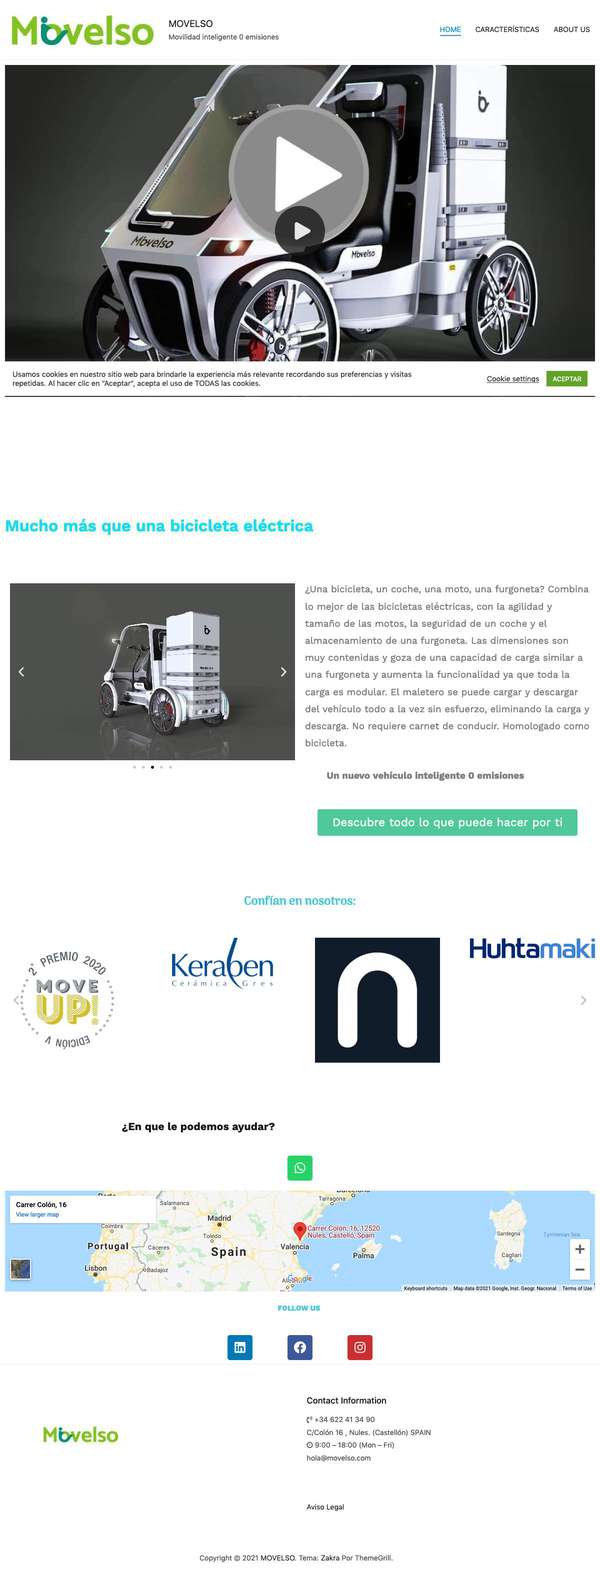 Movelso
MOVELSO
Movilidad inteligente 0 emisiones
HOME
CARACTERÍSTICAS
ABOUT US
Movelso
Movelso
Usamos cookies en nuestro sitio web para brindarle la experiencia más relevante recordando sus preferencias y visitas
repetidas. Al hacer clic en "Aceptar", acepta el uso de TODAS las cookies.
Cookie settings
ACEPTAR
Mucho más que una bicicleta eléctrica
¿Una bicicleta, un coche, una moto, una furgoneta? Combina
lo mejor de las bicicletas eléctricas, con la agilidad y
tamaño de las motos, la seguridad de un coche y el
almacenamiento de una furgoneta. Las dimensiones son
muy contenidas y goza de una capacidad de carga similar a
una furgoneta y aumenta la funcionalidad ya que toda la
carga es modular. El maletero se puede cargar y descargar
del vehículo todo a la vez sin esfuerzo, eliminando la carga y
descarga. No requiere carnet de conducir. Homologado como
bicicleta.
Un nuevo vehículo inteligente 0 emisiones
Descubre todo lo que puede hacer por ti
Confían en nosotros:
2º PREMIO 2020
MOVE
UP!
V EDICIÓN
Keraben
Cerámica Gres
Huhtamaki
¿En que le podemos ayudar?
Carrer Colón, 16
View larger map
Salamanca
Coimbra
Portugal
Lisbon
Cáceres
Badajoz
Madrid
Toledo
Spain
Tarragona
Valencia
Carrer Colón, 16, 12520
Nules, Castelló, Spain
Palma
Google
Sardegna
Cagliari
Tyrrhenian Sea
Keyboard shortcuts
Map data ©2021 Google, Inst. Geogr. Nacional
Terms of Use
FOLLOW US
Movelso
Contact Information
+34 622 41 34 90
C/Colón 16 , Nules. (Castellón) SPAIN
9:00 – 18:00 (Mon – Fri)
hola@movelso.com
Aviso Legal
Copyright © 2021 MOVELSO. Tema: Zakra Por ThemeGrill.